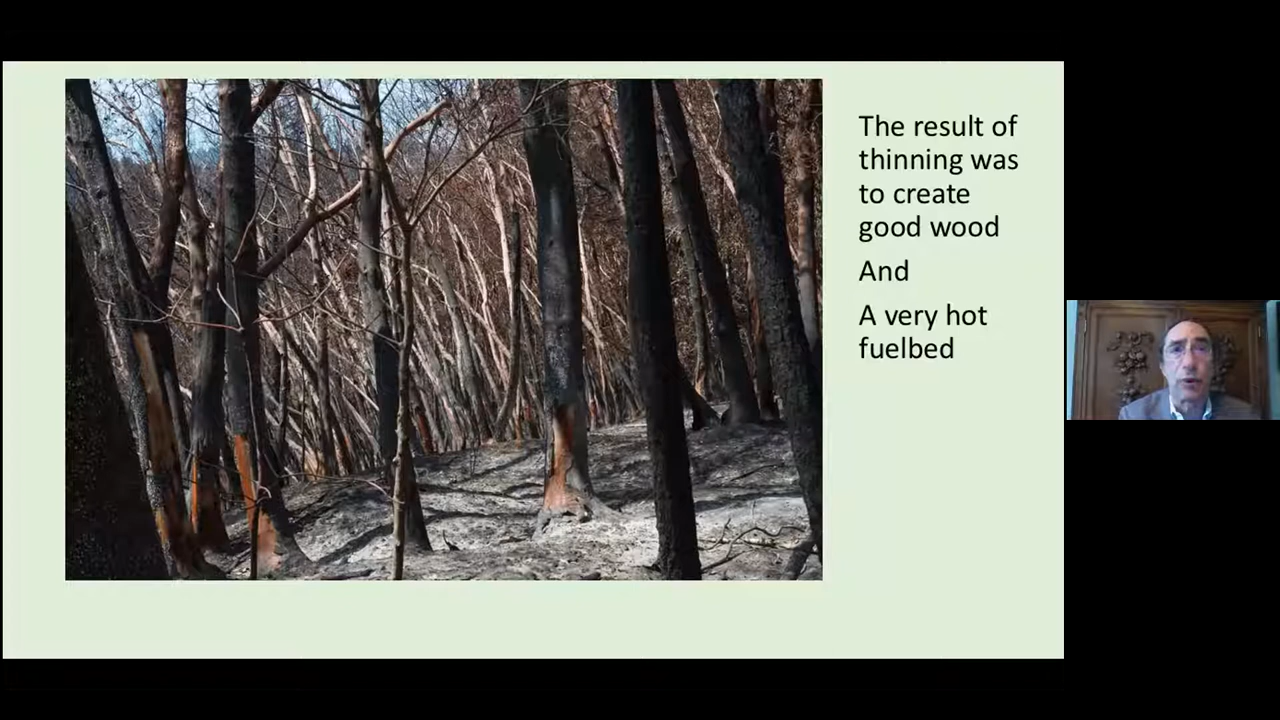 The result of
thinning was
to create
good wood
And
A very hot
fuelbed